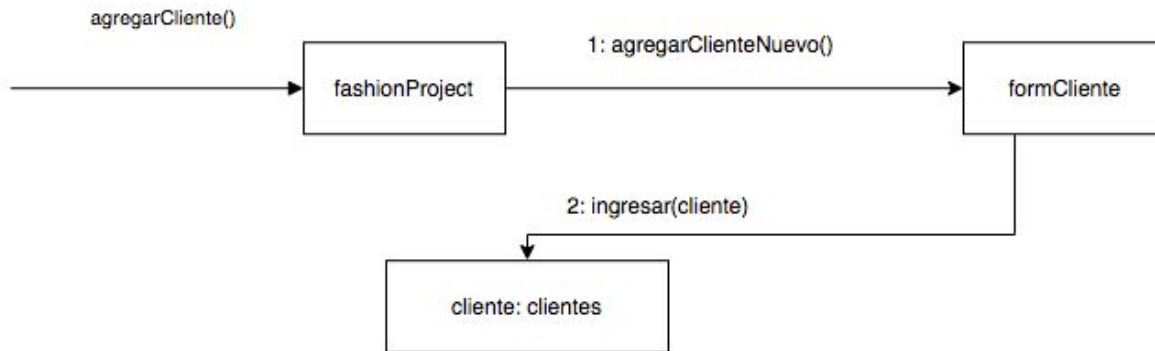 agregarCliente()
1: agregarClienteNuevo()
fashionProject
formCliente
2: ingresar(cliente)
cliente: clientes